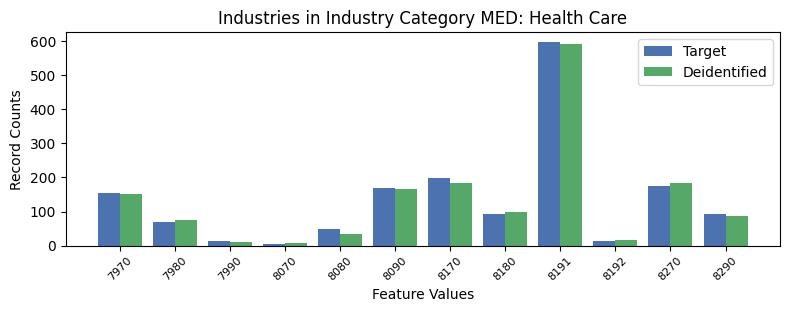 Industries in Industry Category MED: Health Care
Record Counts
600
500
400
300
200
100
0
Target
Deidentified
7970 7980 7990 8070 8080 8090 8170 8180 8191 8192 8270 8290
Feature Values